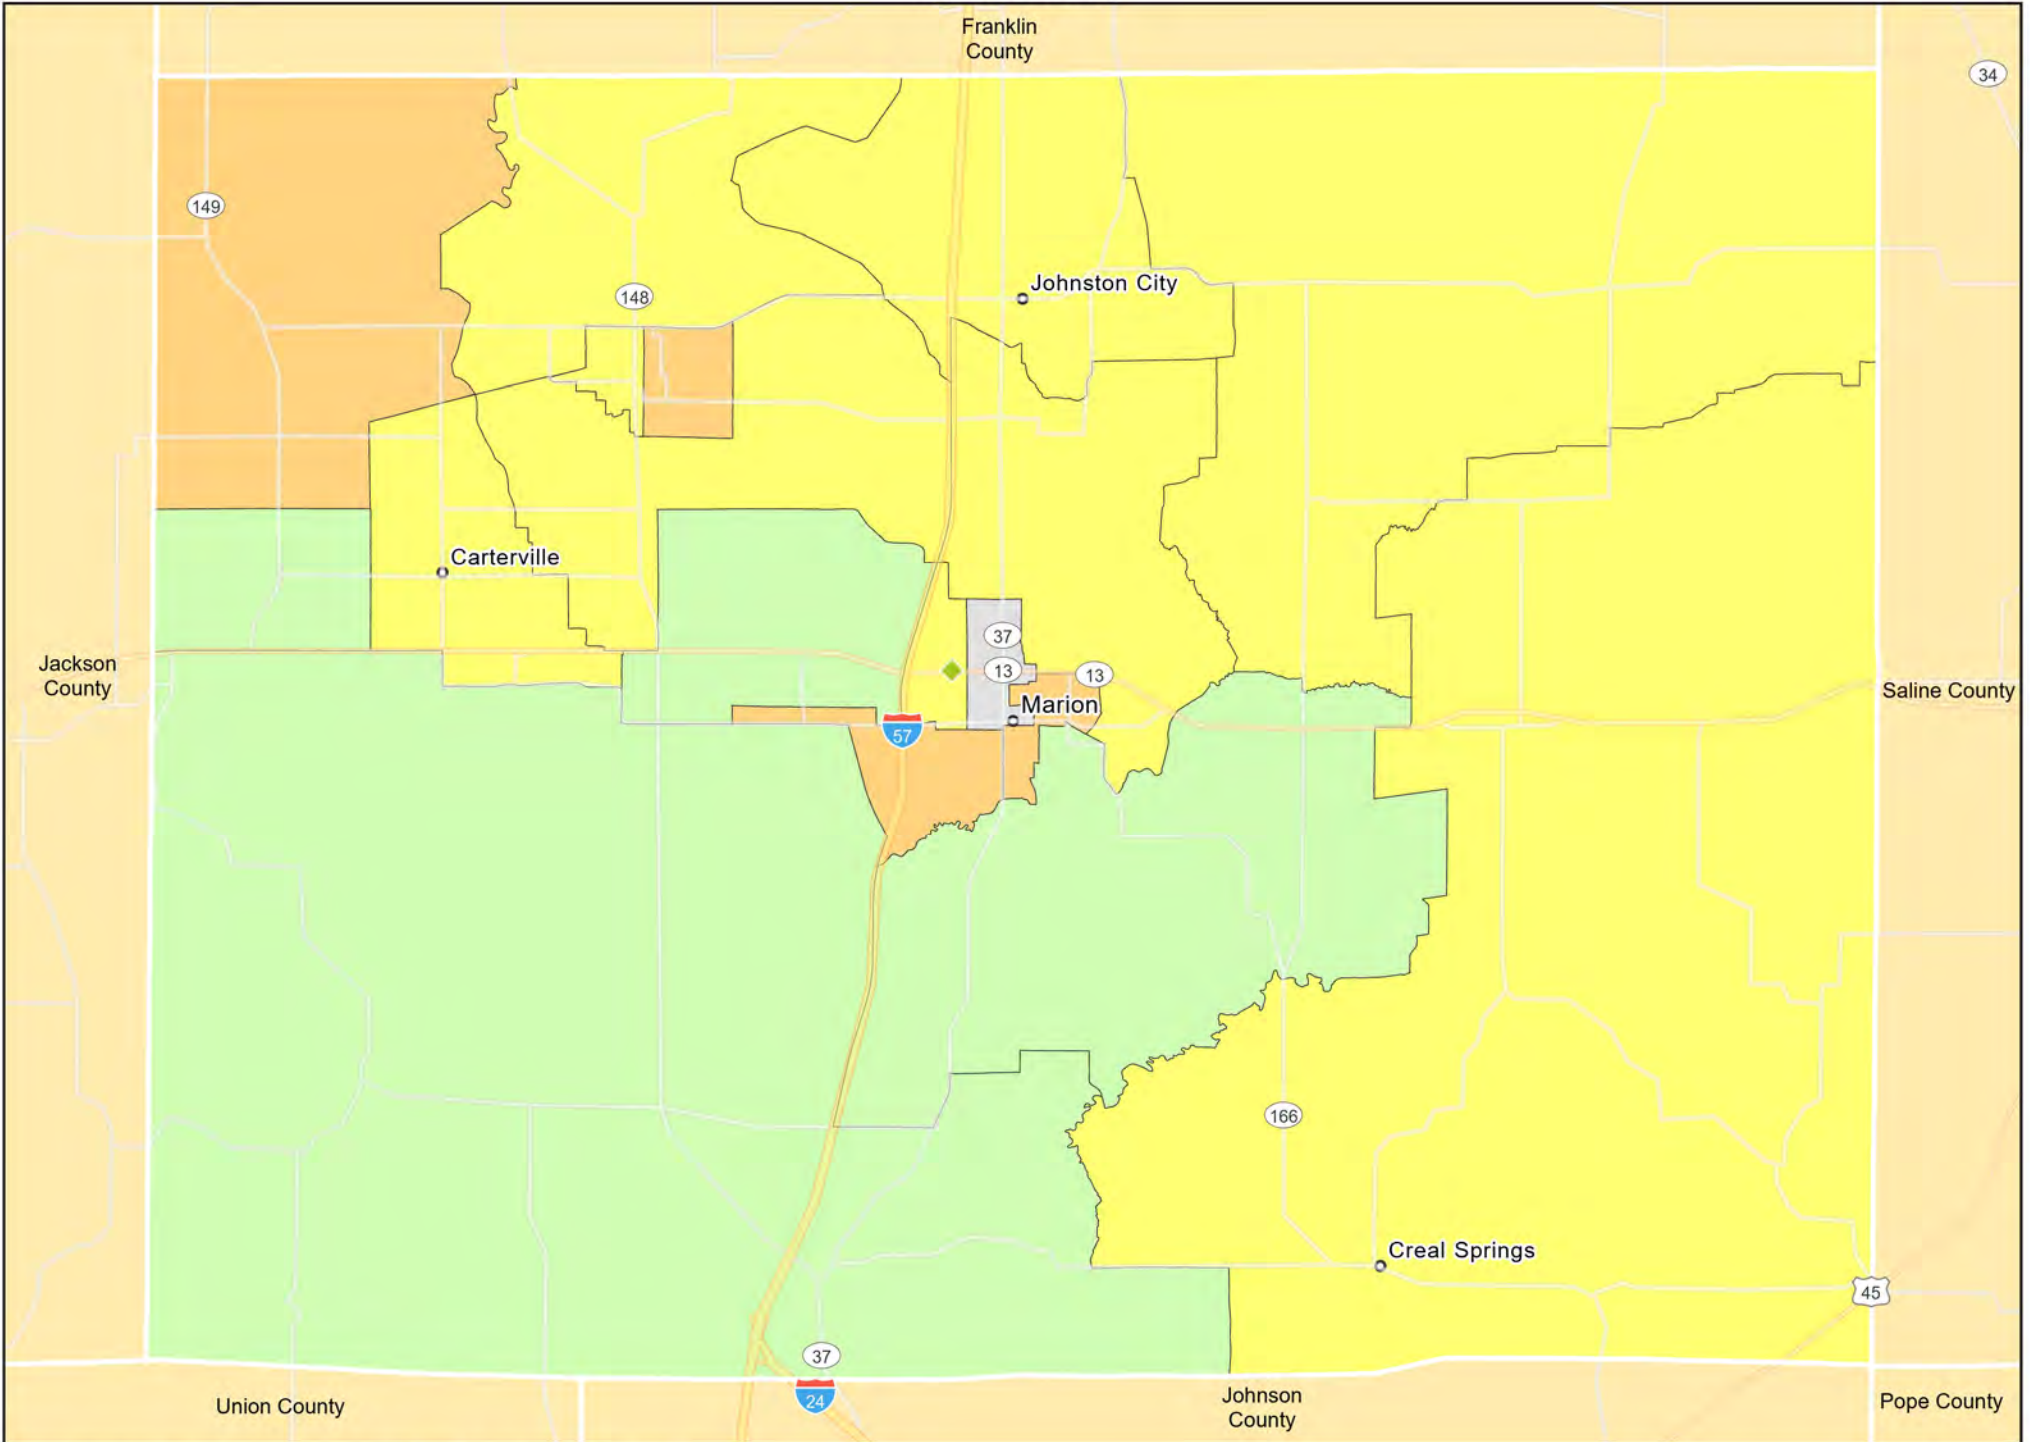 Franklin
County
34
149
148
Johnston City
Carterville
37
Jackson
County
13
13
Saline County
Marion
57
166
Creal Springs
45
37
24
Union County
Johnson
County
Pope County